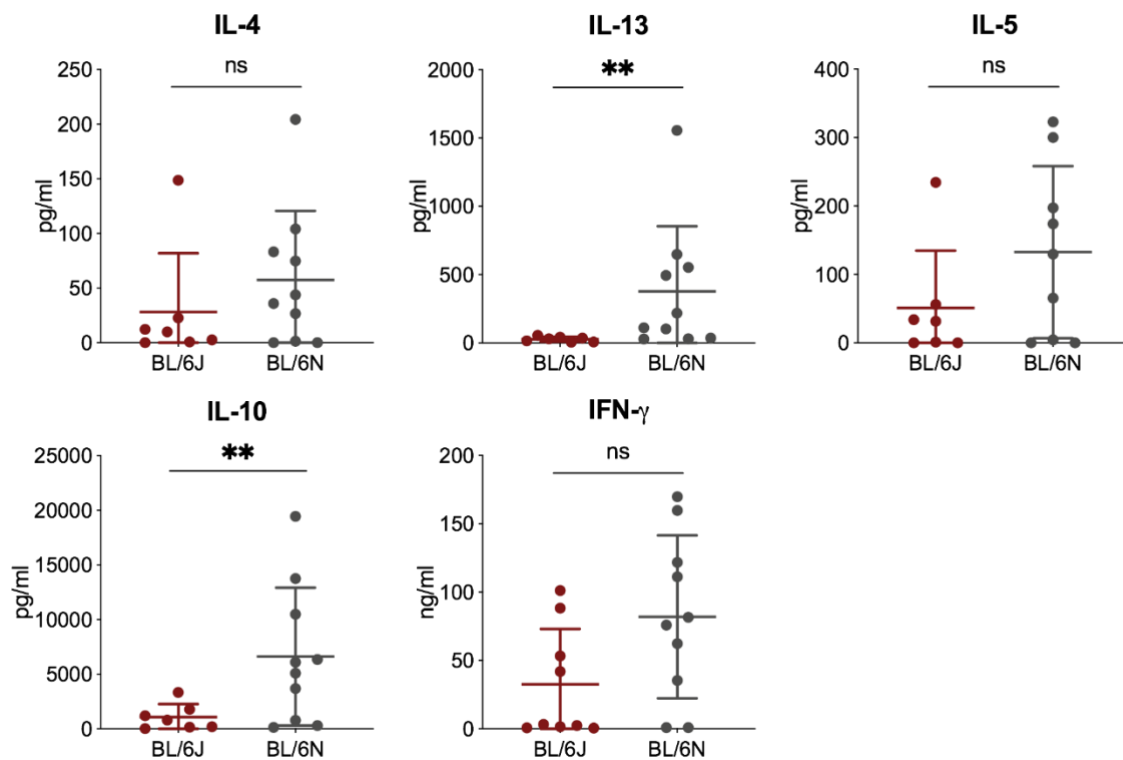 IL-4
250
200
150
100
50
0
pg/ml
ns
BL/6J
BL/6N
IL-13
2000
1500
1000
500
0
pg/ml
**
BL/6J
BL/6N
IL-5
400
300
200
100
0
pg/ml
ns
BL/6J
BL/6N
IL-10
25000
20000
15000
10000
5000
0
pg/ml
**
BL/6J
BL/6N
IFN-γ
200
150
100
50
0
ng/ml
ns
BL/6J
BL/6N